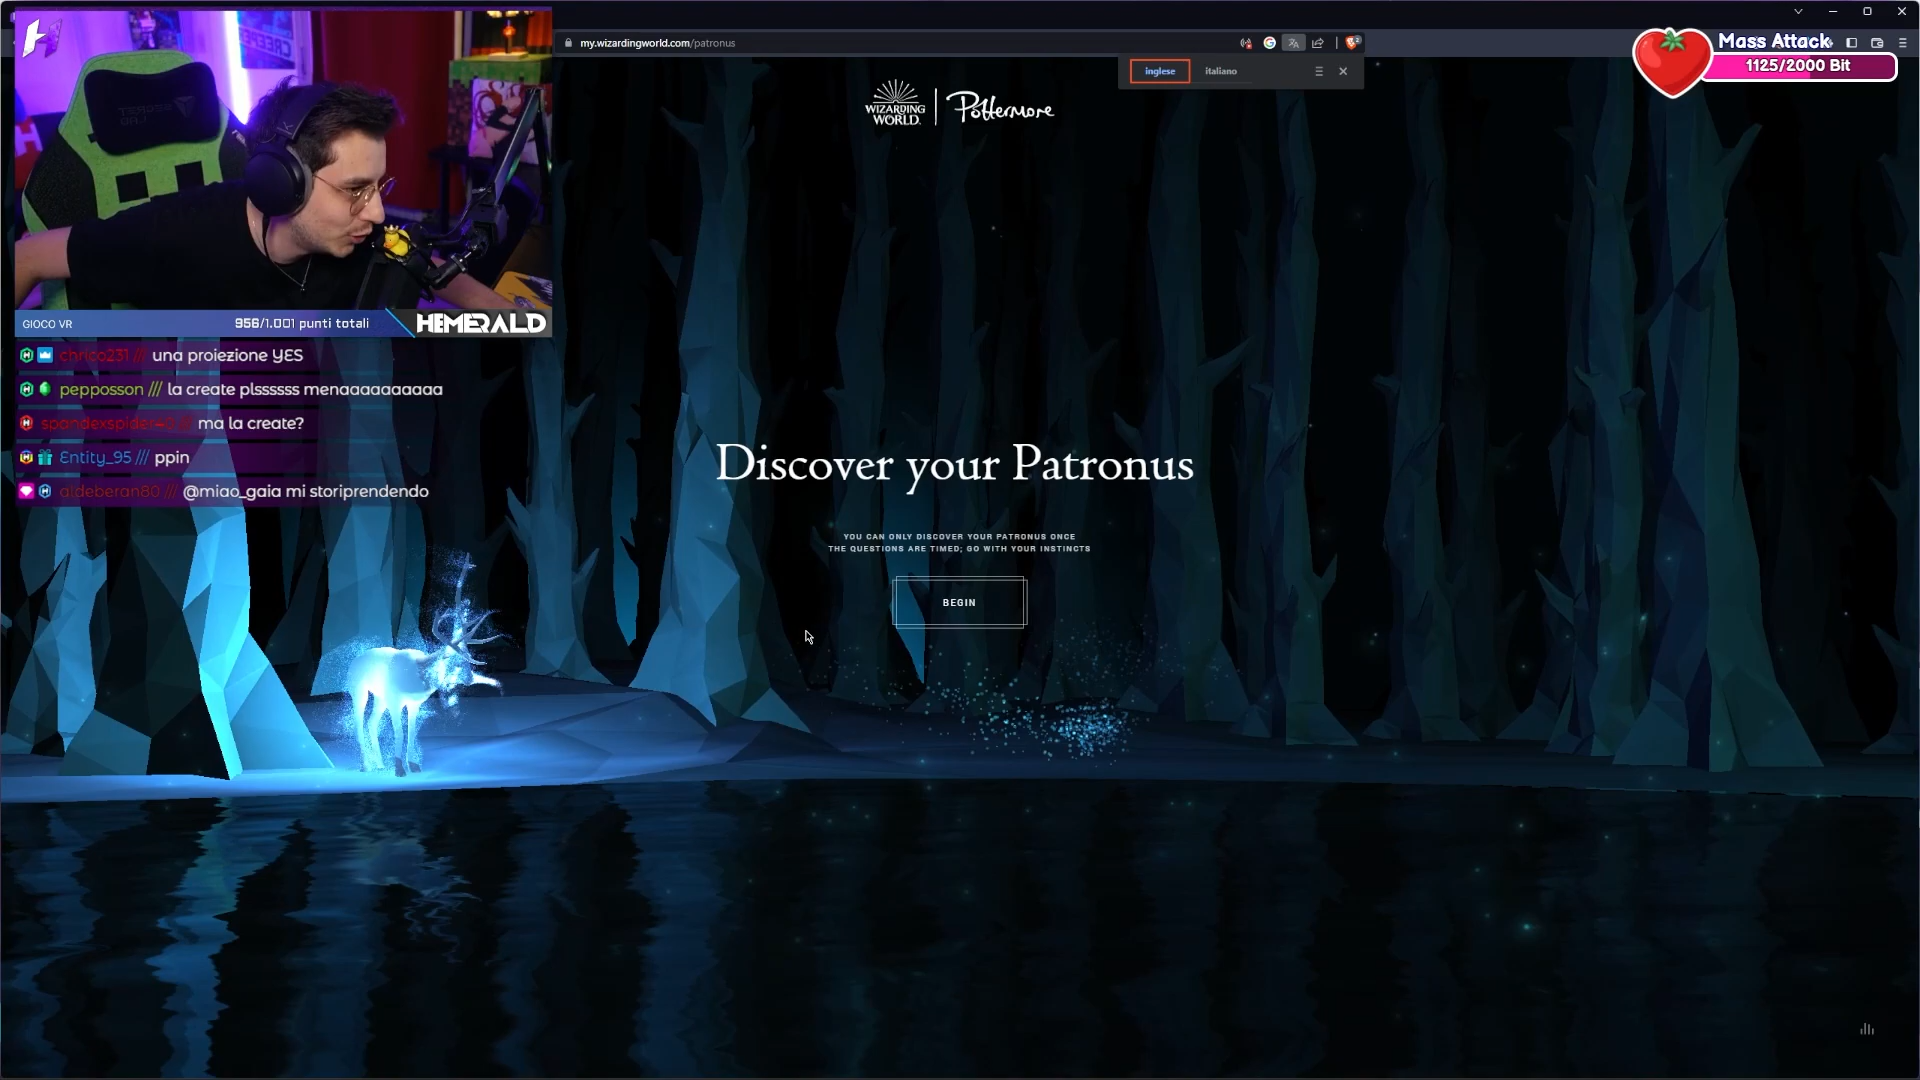 my.wizardingworld.com/patronus
inglese
italiano
Mass Attack
1125/2000 Bit
WIZARDING
WORLD
Pottermore
GIOCO VR
956/1.001 punti totali
HEMERALD
chrico231 /// una proiezione YES
pepposson /// la create plssssss menaaaaaaaaaa
ma la create?
Entity_95 /// ppin
aldeberan80 /// @miao_gaia mi storiprendendo
Discover your Patronus
YOU CAN ONLY DISCOVER YOUR PATRONUS ONCE
THE QUESTIONS ARE TIMED; GO WITH YOUR INSTINCTS
BEGIN